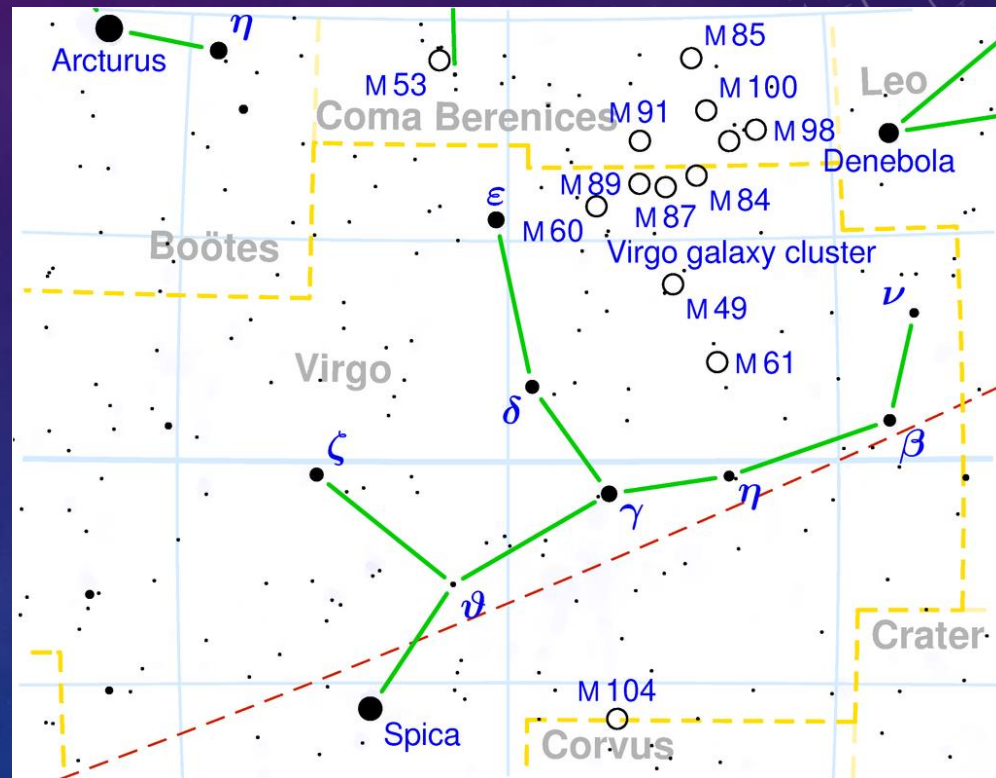 η
Arcturus
M 85
M 53
M 100
Leo
M 91
Coma Berenices
M 98
Denebola
M 89
ε
M 84
M 87
M 60
Boötes
Virgo galaxy cluster
ν
M 49
M 61
Virgo
δ
ζ
β
η
γ
ϑ
Crater
M 104
Spica
Corvus